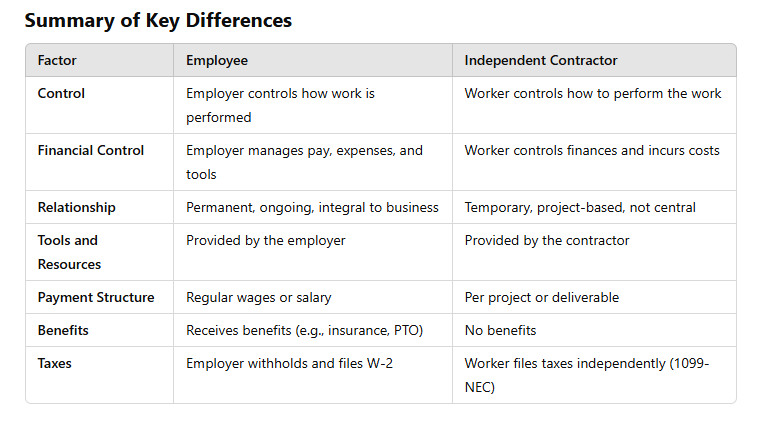 Summary of Key Differences
Factor Employee Independent Contractor
Control Employer controls how work is Worker controls how to perform the work
performed
Financial Control Employer manages pay, expenses, and Worker controls finances and incurs costs
tools
Relationship Permanent, ongoing, integral to business Temporary, project-based, not central
Tools and Provided by the employer Provided by the contractor
Resources
Payment Structure Regular wages or salary Per project or deliverable
Benefits Receives benefits (e.g., insurance, PTO) No benefits
Taxes Employer withholds and files W-2 Worker files taxes independently (1099-
NEC)